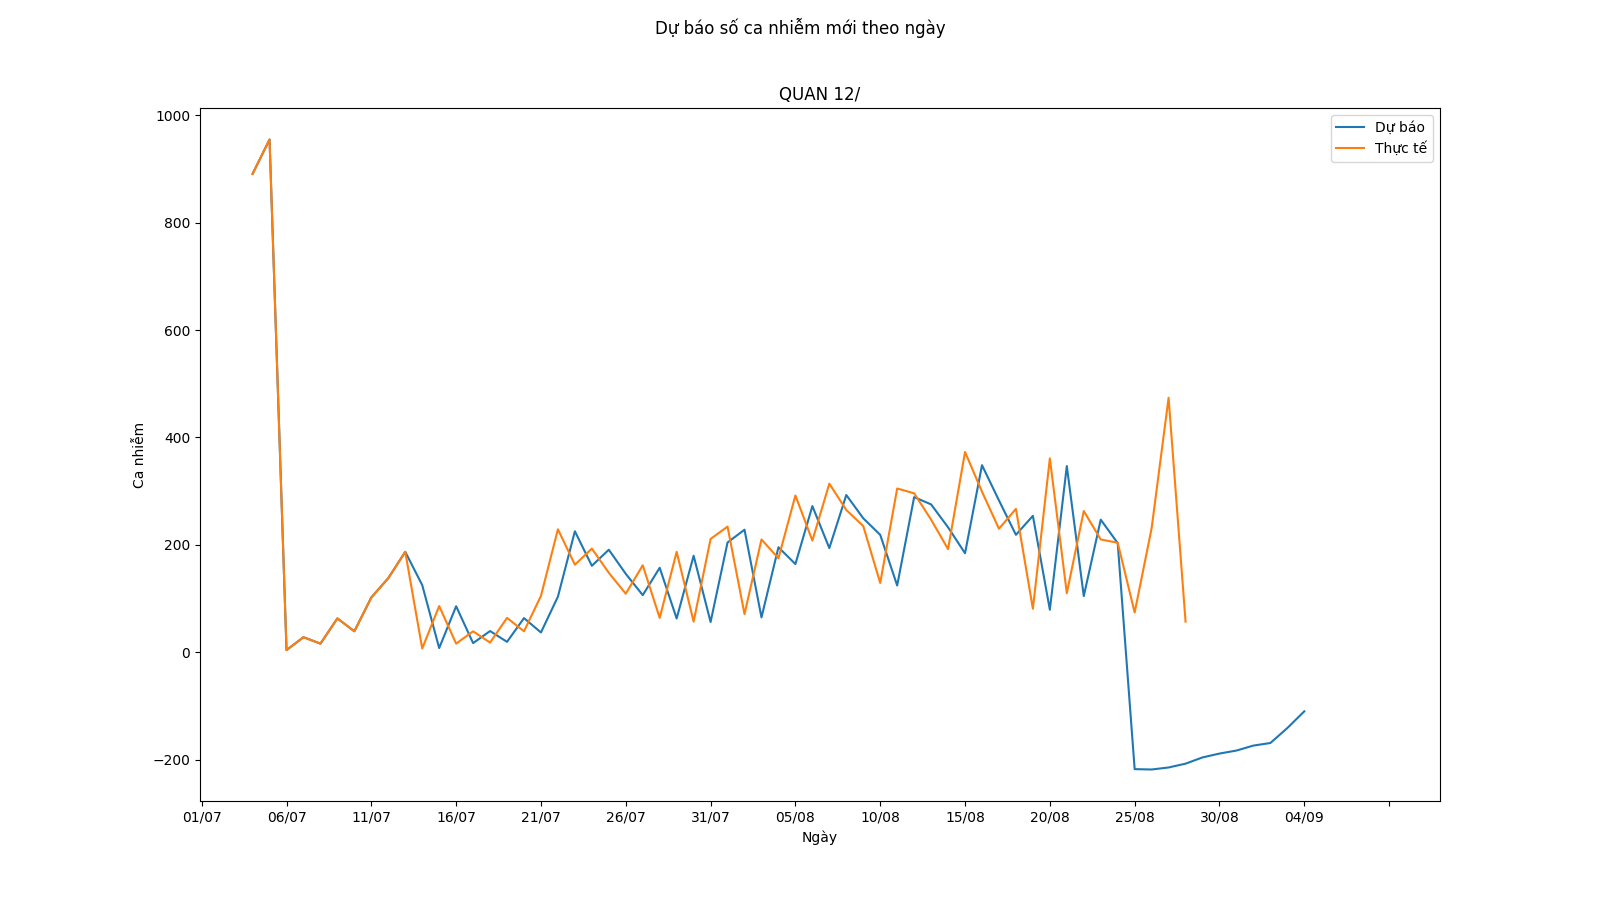 Dự báo số ca nhiễm mới theo ngày
QUAN 12/
1000
800
600
400
200
0
−200
Ca nhiễm
Dự báo
Thực tế
01/07 06/07 11/07 16/07 21/07 26/07 31/07 05/08 10/08 15/08 20/08 25/08 30/08 04/09
Ngày